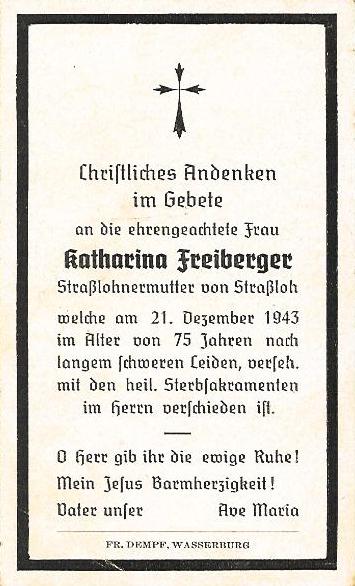 Christliches Andenken
im Gebete
an die ehrengeachtete Frau
Katharina Freiberger
Straßlohnermutter von Straßloh
welche am 21. Dezember 1943
im Alter von 75 Jahren nach
langem schweren Leiden, verseh.
mit den heil. Sterbsakramenten
im Herrn verschieden ist.
O Herr gib ihr die ewige Ruhe!
Mein Jesus Barmherzigkeit!
Vater unser Ave Maria
FR. DEMPF, WASSERBURG